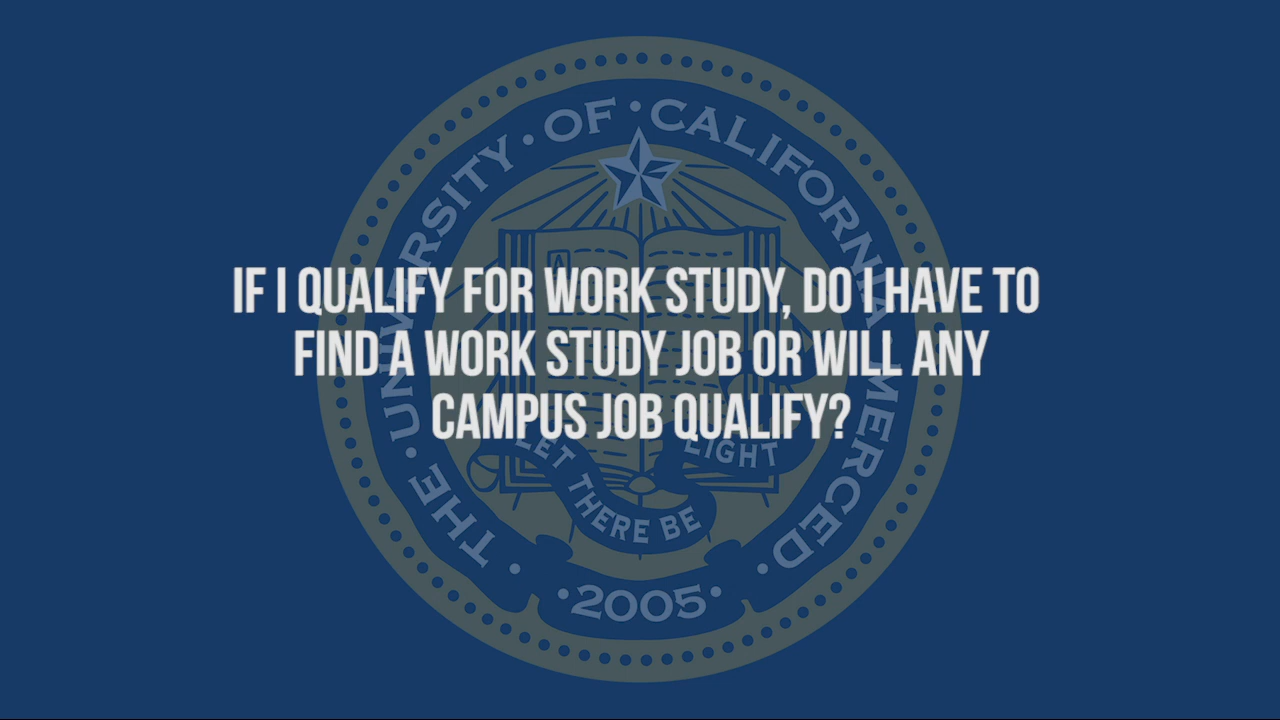 IF I QUALIFY FOR WORK STUDY, DO I HAVE TO
FIND A WORK STUDY JOB OR WILL ANY
CAMPUS JOB QUALIFY?
THE · UNIVERSITY · OF · CALIFORNIA · MERCED
A
LET THERE BE LIGHT
· 2005 ·